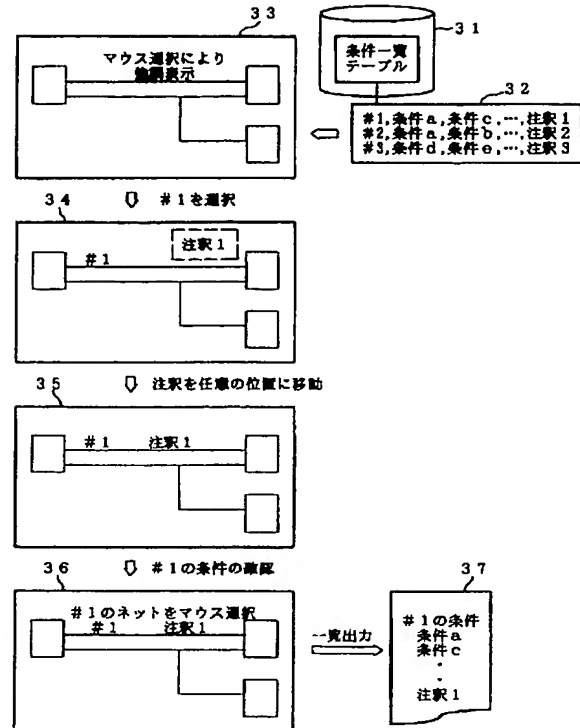 33
マウス選択により
強調表示
31
条件一覧
テーブル
32
#1,条件a,条件c,…,注釈1
#2,条件a,条件b,…,注釈2
#3,条件d,条件e,…,注釈3
#1を選択
34
注釈1
#1
注釈を任意の位置に移動
35
#1 注釈1
#1の条件の確認
36
#1のネットをマウス選択
#1 注釈1
一覧出力
37
#1の条件
条件a
条件c
・
・
注釈1